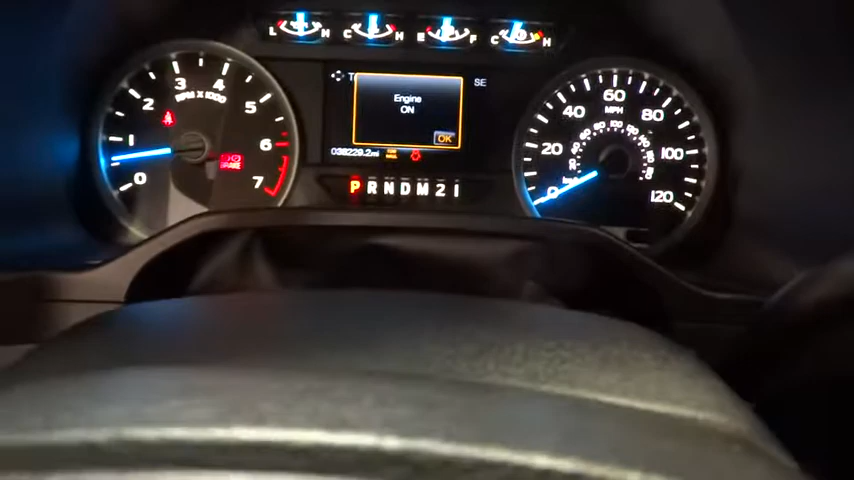 L H C H E F C H
SE
Engine
ON
OK
038229.2mi
P R N D M 2 1
0 1 2 3 4 5 6 7
RPM X 1000
BRAKE
0 20 40 60 80 100 120
MPH